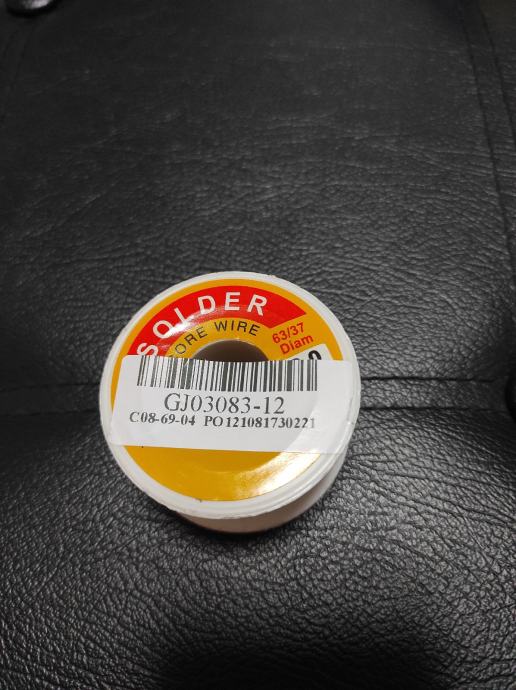 SOLDER
ORE WIRE
63/37
Diam
GJ03083-12
C08-69-04 PO121081730221